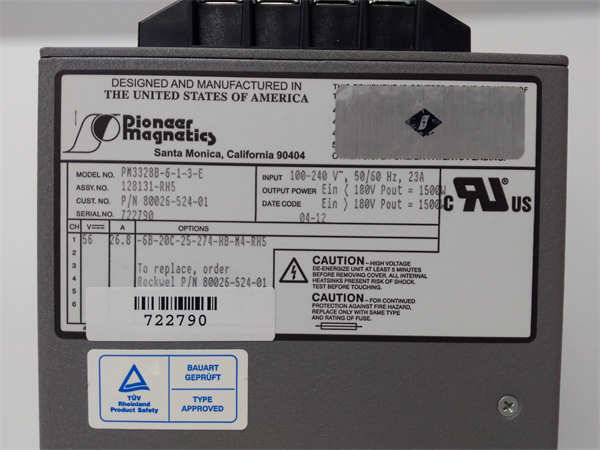 DESIGNED AND MANUFACTURED IN
THE UNITED STATES OF AMERICA
Pioneer
Magnetics
Santa Monica, California 90404
MODEL NO. PM3328B-6-1-3-E
ASSY.NO. 128131-RH5
CUST. NO. P/N 80026-524-01
SERIAL NO. 722790
INPUT 100-240 V~, 50/60 Hz, 23A
OUTPUT POWER Ein < 180V Pout = 1500W
DATE CODE Ein > 180V Pout = 1500W
04-12
CH V A OPTIONS
1 56 26.8 -6B-20C-25-274-HB-M4-RH5
2
3 To replace, order
4 Rockwel P/N 80026-524-01
5
6
722790
C RU US
CAUTION – HIGH VOLTAGE
DE-ENERGIZE UNIT AT LEAST 5 MINUTES
BEFORE REMOVING COVER. ALL INTERNAL
HEATSINKS PRESENT RISK OF SHOCK.
TEST BEFORE TOUCHING.
CAUTION – FOR CONTINUED
PROTECTION AGAINST FIRE HAZARD,
REPLACE ONLY WITH SAME TYPE
AND RATING OF FUSE.
TÜV
Rheinland
Product Safety
BAUART
GEPRÜFT
TYPE
APPROVED